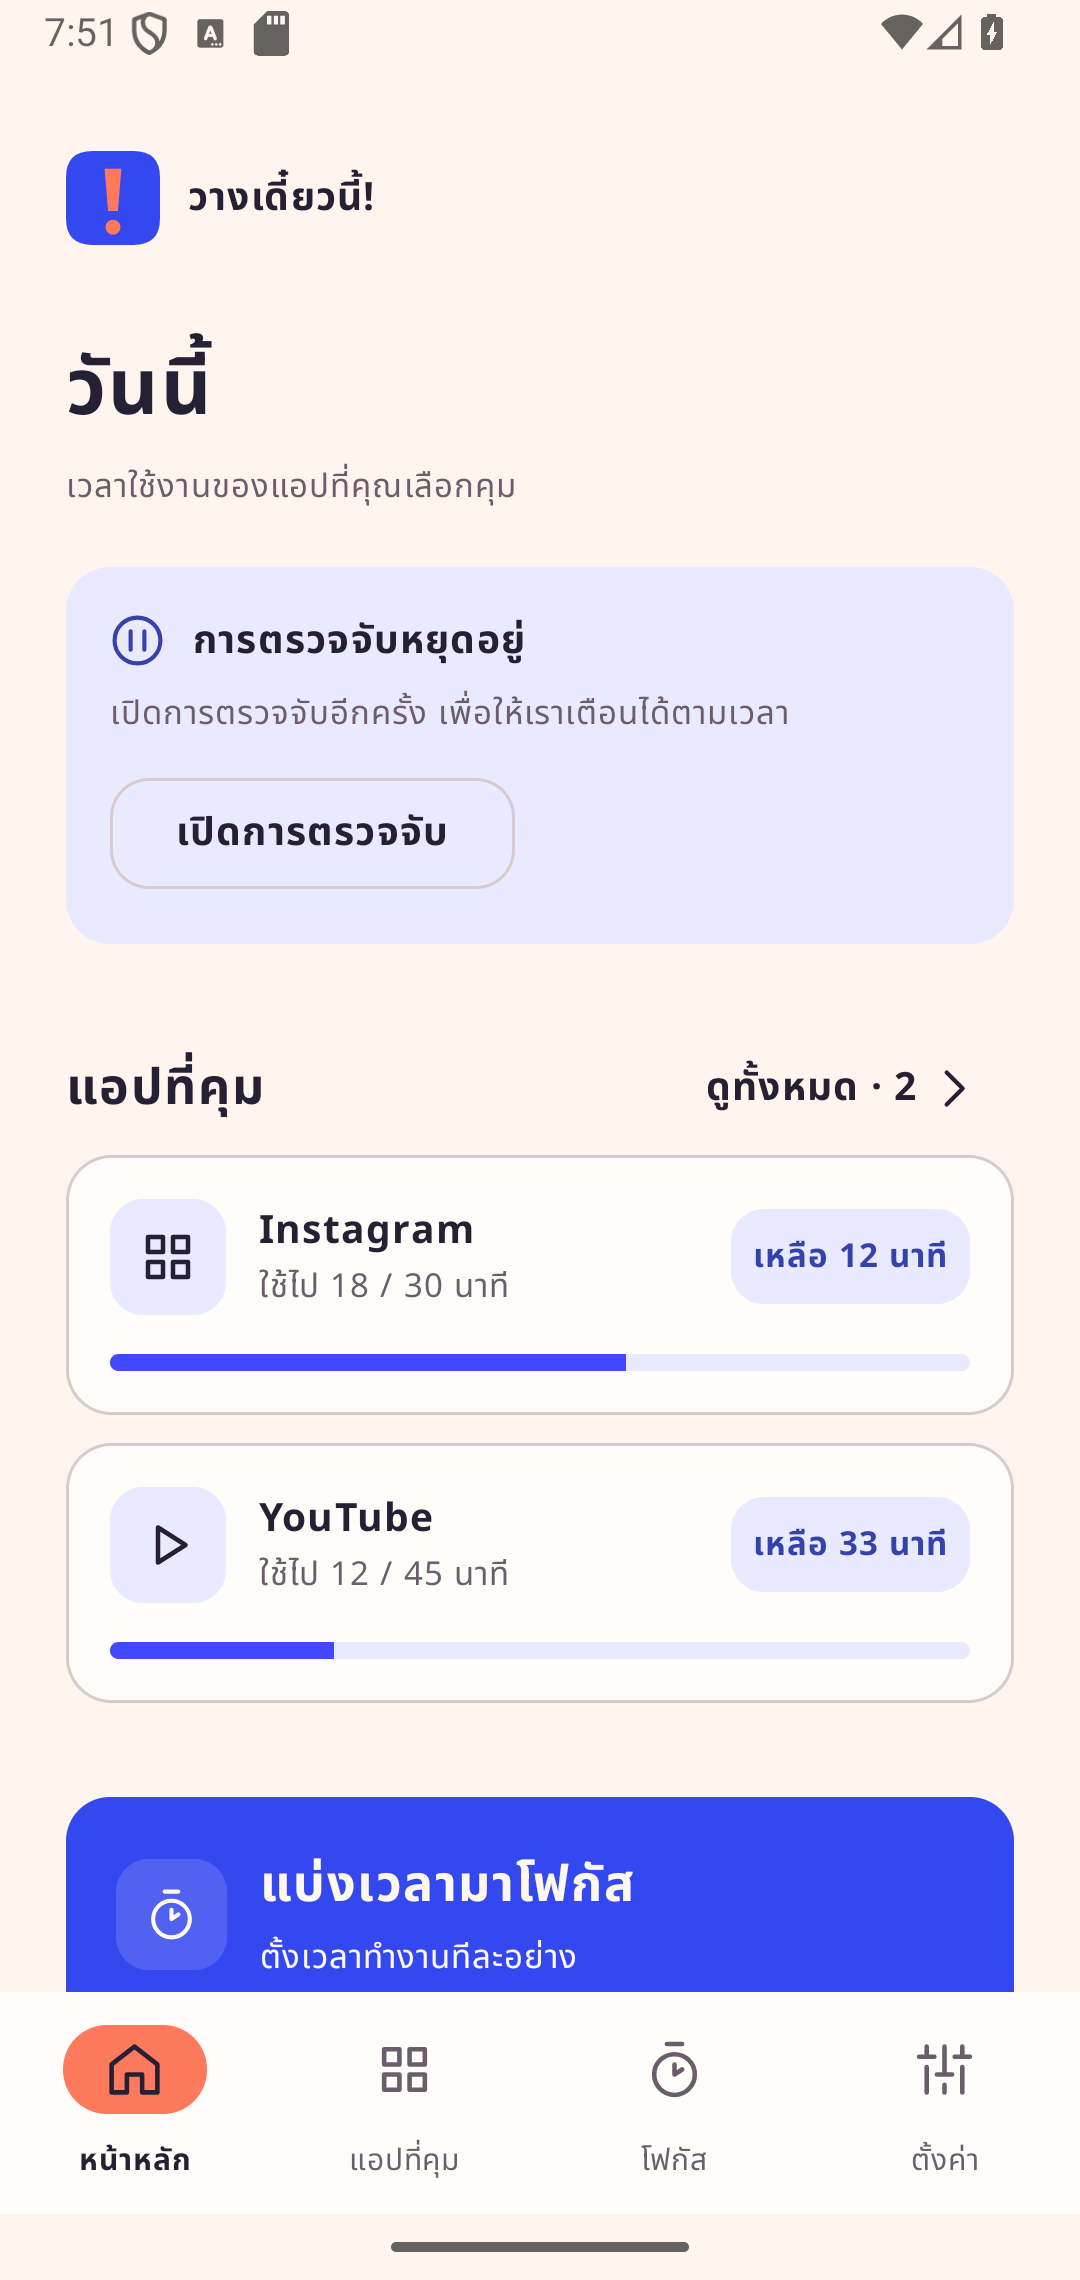 7:51
วางเดี๋ยวนี้!
วันนี้
เวลาใช้งานของแอปที่คุณเลือกคุม
การตรวจจับหยุดอยู่
เปิดการตรวจจับอีกครั้ง เพื่อให้เราเตือนได้ตามเวลา
เปิดการตรวจจับ
แอปที่คุม
ดูทั้งหมด · 2
Instagram
ใช้ไป 18 / 30 นาที
เหลือ 12 นาที
YouTube
ใช้ไป 12 / 45 นาที
เหลือ 33 นาที
แบ่งเวลามาโฟกัส
ตั้งเวลาทำงานทีละอย่าง
หน้าหลัก
แอปที่คุม
โฟกัส
ตั้งค่า